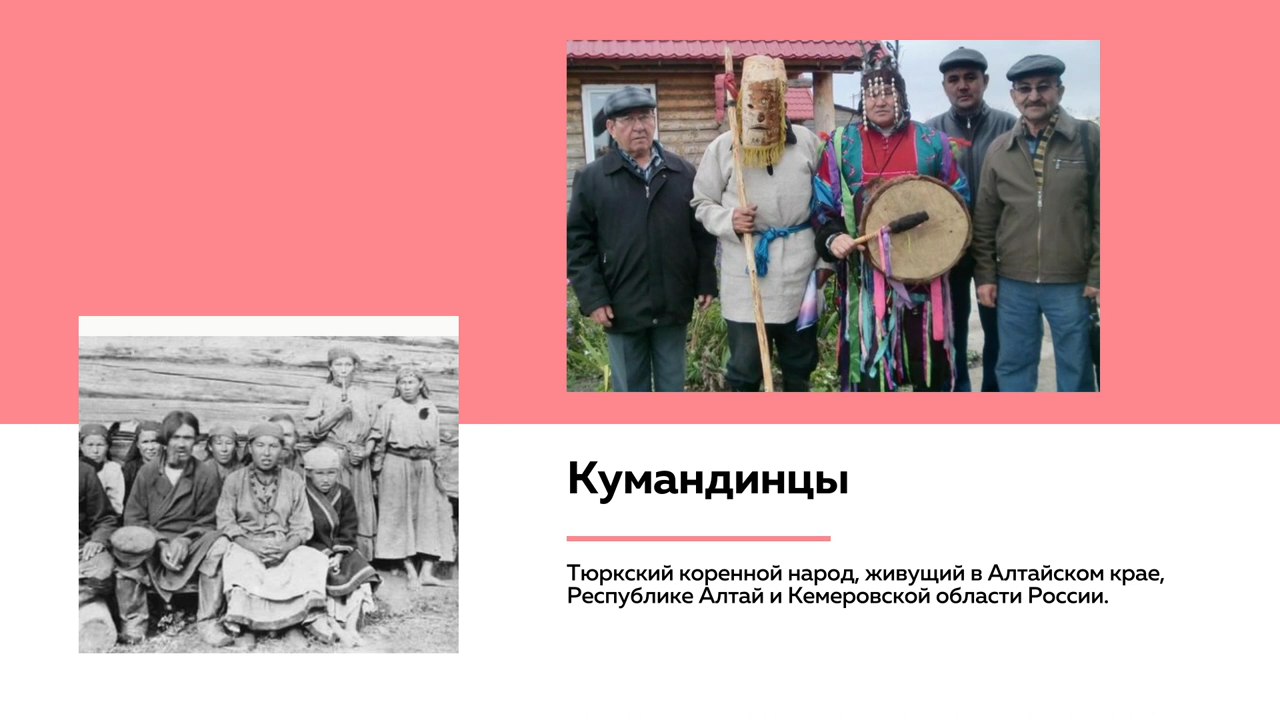 Кумандинцы
Тюркский коренной народ, живущий в Алтайском крае,
Республике Алтай и Кемеровской области России.